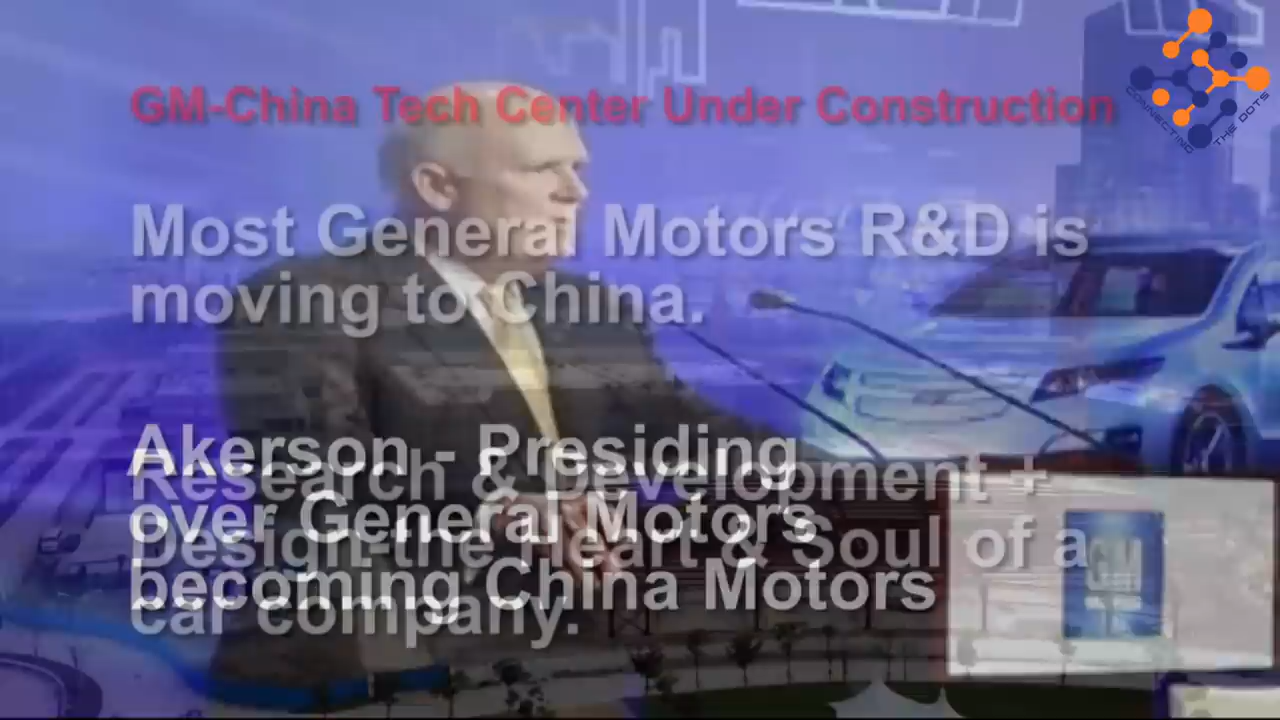 GM-China Tech Center Under Construction
Most General Motors R&D is
moving to China.
Akerson - Presiding
over General Motors
becoming China Motors
Research & Development +
Design-the Heart & Soul of a
car company.
GM
CONNECTING THE DOTS